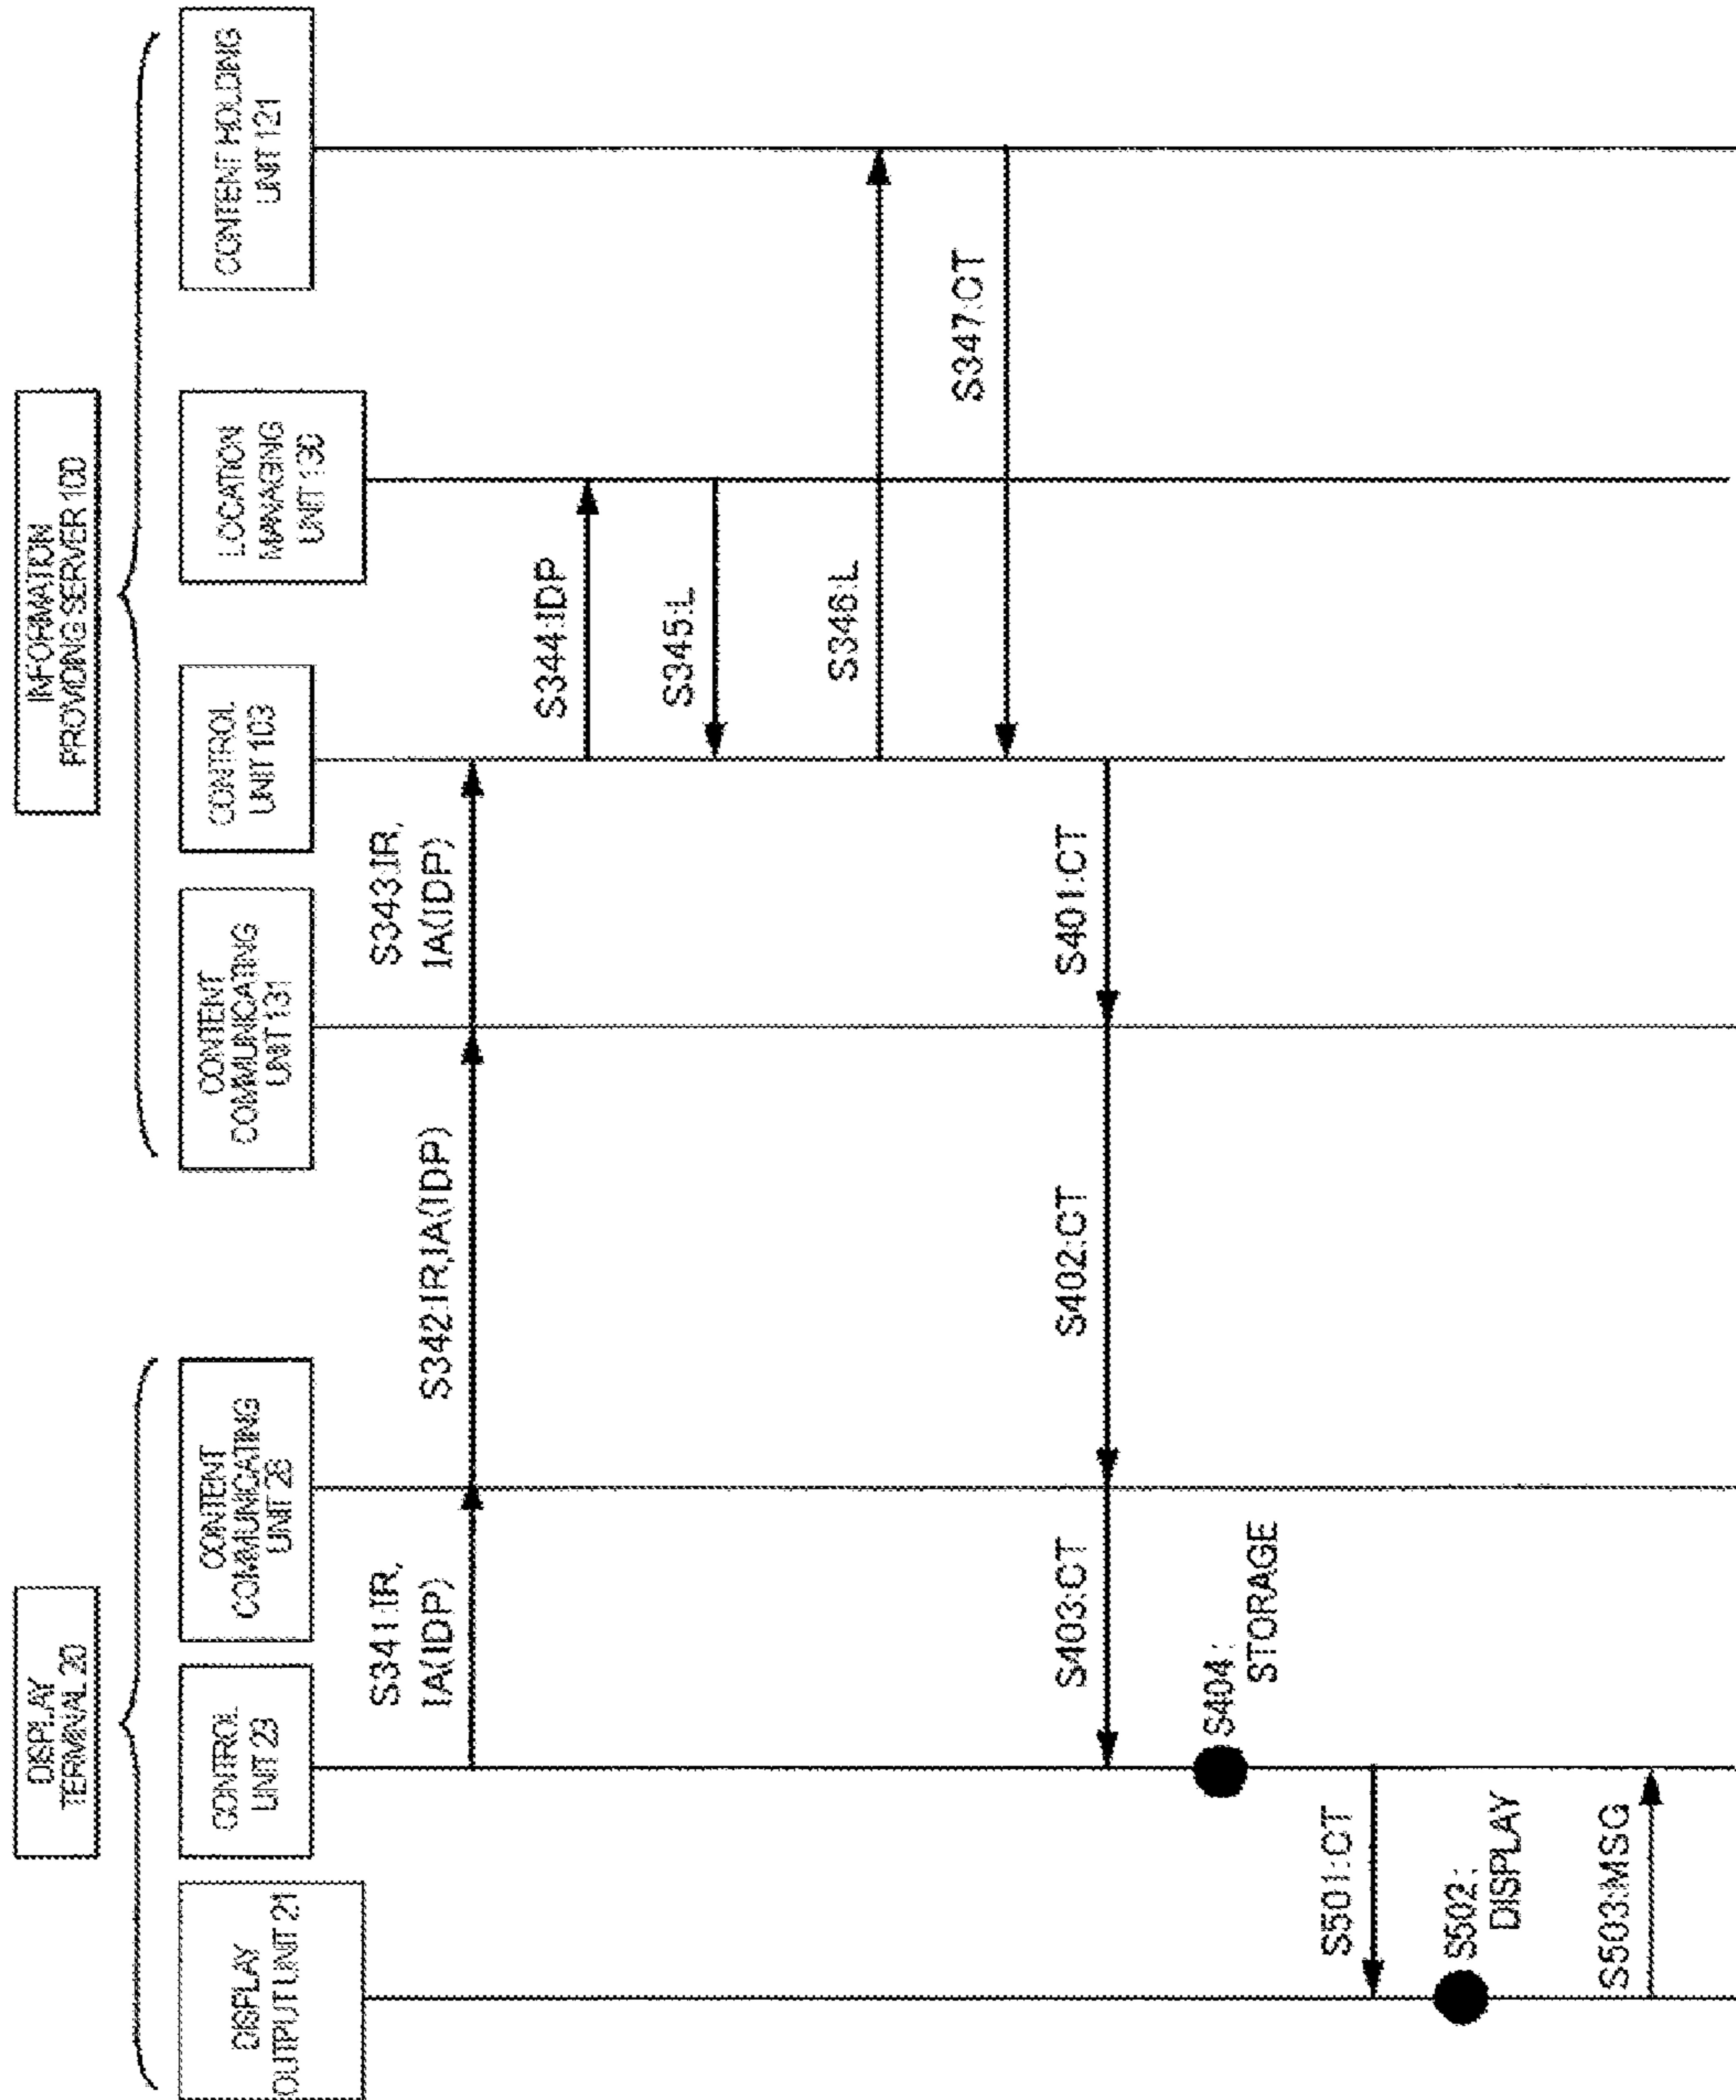 DISPLAY
TERMINAL 20
INFORMATION
PROVIDING SERVER 100
DISPLAY
OUTPUT UNIT 21
CONTROL
UNIT 23
CONTENT
COMMUNICATING
UNIT 28
CONTENT
COMMUNICATING
UNIT 131
CONTROL
UNIT 103
LOCATION
MANAGING
UNIT 130
CONTENT HOLDING
UNIT 121
S341:IR,
IA(IDP)
S342:IR,IA(IDP)
S343:IR,
IA(IDP)
S344:IDP
S345:L
S346:L
S347:CT
S401:CT
S402:CT
S403:CT
S404 :
STORAGE
S501:CT
S502 :
DISPLAY
S503:MSG